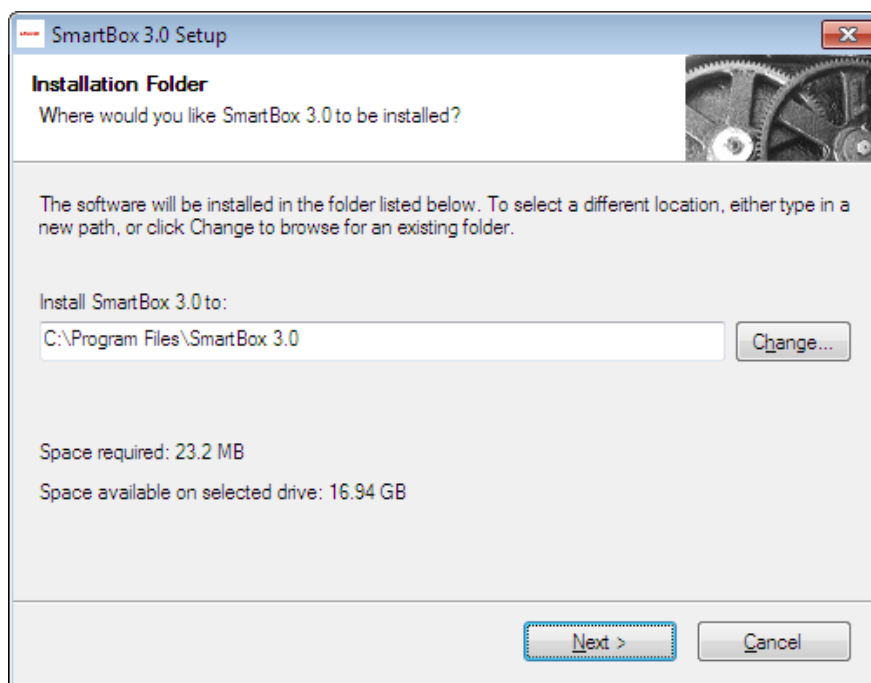 SmartBox 3.0 Setup
Installation Folder
Where would you like SmartBox 3.0 to be installed?
The software will be installed in the folder listed below. To select a different location, either type in a
new path, or click Change to browse for an existing folder.
Install SmartBox 3.0 to:
C:\Program Files\SmartBox 3.0
Change...
Space required: 23.2 MB
Space available on selected drive: 16.94 GB
Next >
Cancel